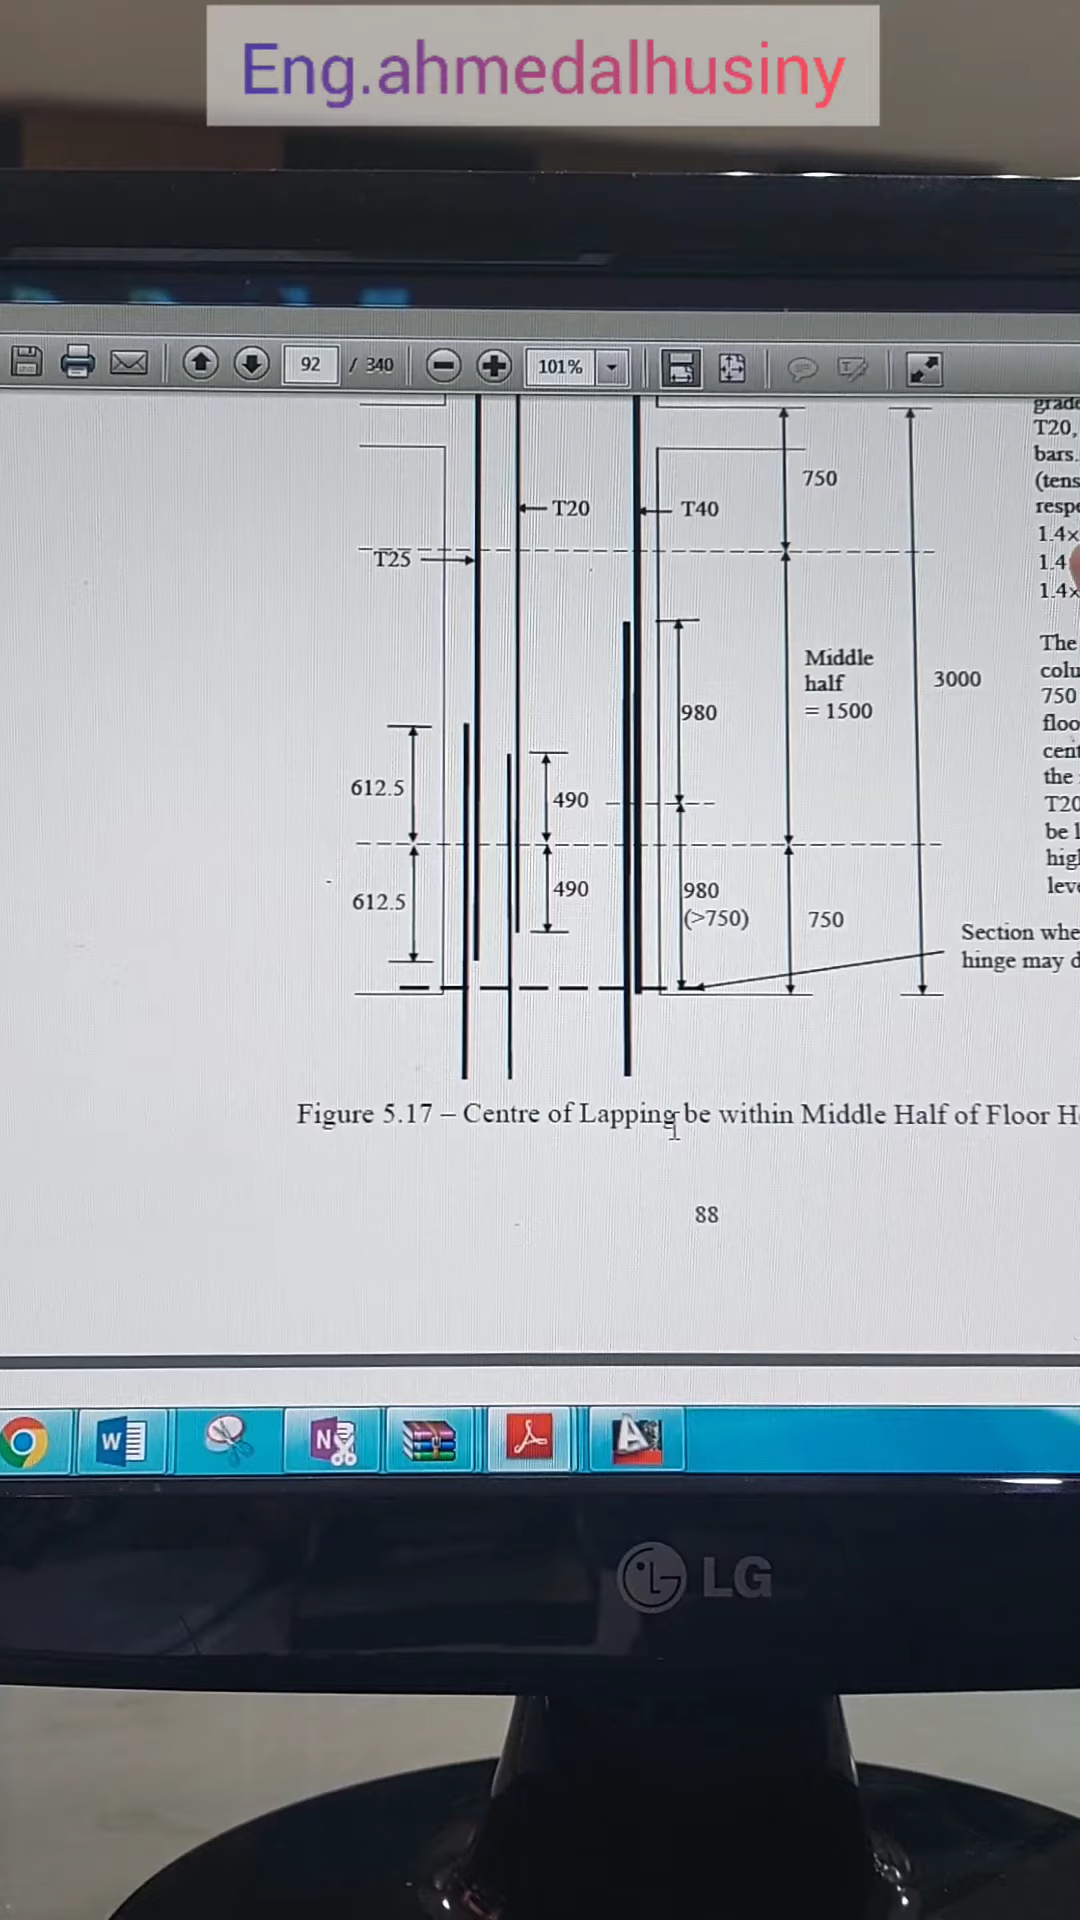 Eng.ahmedalhusiny
92 / 340
101%
grade
T20,
bars.
(tens
respe
1.4×
1.4
1.4×
750
T20
T40
T25
Middle
half
= 1500
3000
The
colu
750
floo
cent
the
T20
be l
high
leve
980
612.5
490
612.5
490
980
(>750)
750
Section whe
hinge may d
Figure 5.17 – Centre of Lapping be within Middle Half of Floor H
88
W
N
A
LG